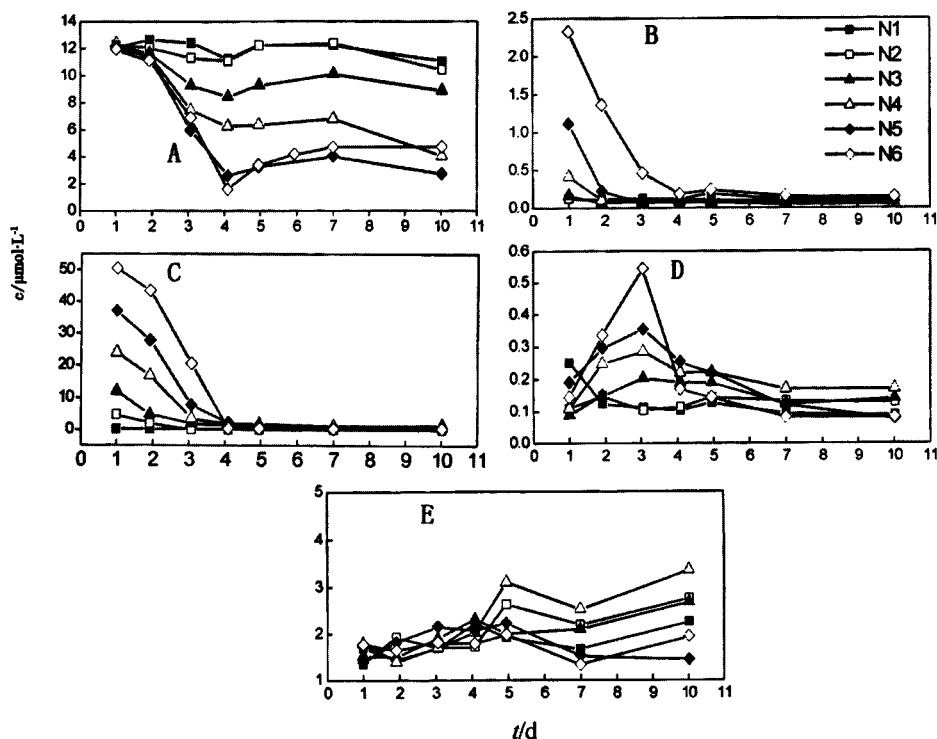 c/μmol·L⁻¹
14
12
10
8
6
4
2
0
A
0 1 2 3 4 5 6 7 8 9 10 11
2.5
2.0
1.5
1.0
0.5
0.0
B
N1
N2
N3
N4
N5
N6
0 1 2 3 4 5 6 7 8 9 10 11
50
40
30
20
10
0
C
0 1 2 3 4 5 6 7 8 9 10 11
0.6
0.5
0.4
0.3
0.2
0.1
0.0
D
0 1 2 3 4 5 6 7 8 9 10 11
5
4
3
2
1
E
0 1 2 3 4 5 6 7 8 9 10 11
t/d